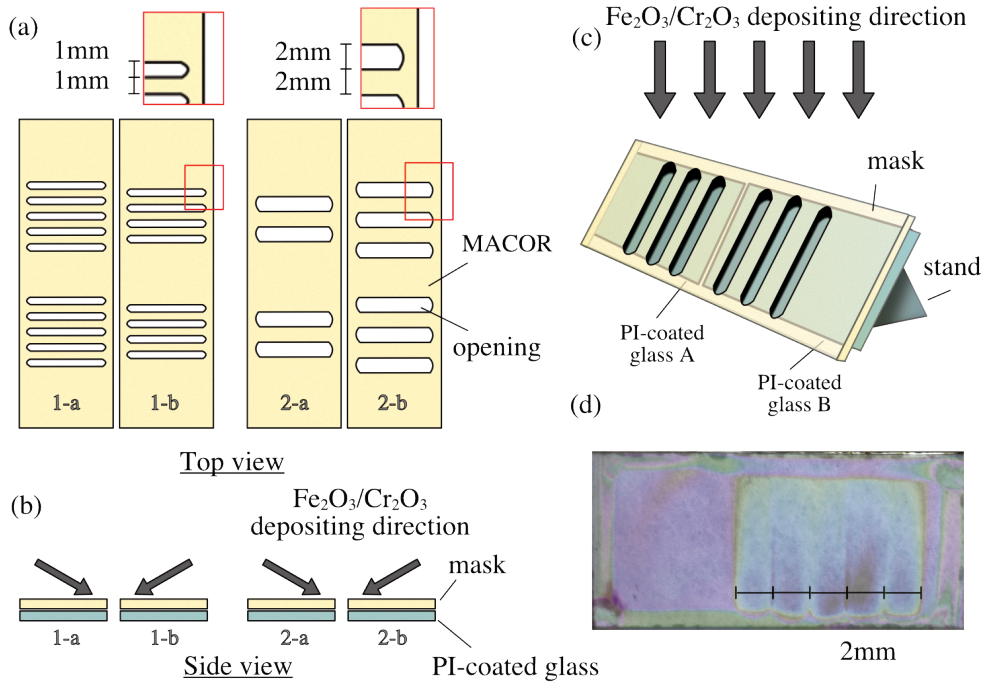 (a)
1mm
1mm
2mm
2mm
1-a
1-b
2-a
2-b
MACOR
opening
Top view
(b)
Fe₂O₃/Cr₂O₃
depositing direction
mask
1-a
1-b
2-a
2-b
Side view
PI-coated glass
Fe₂O₃/Cr₂O₃ depositing direction
(c)
mask
stand
PI-coated
glass A
PI-coated
glass B
(d)
2mm